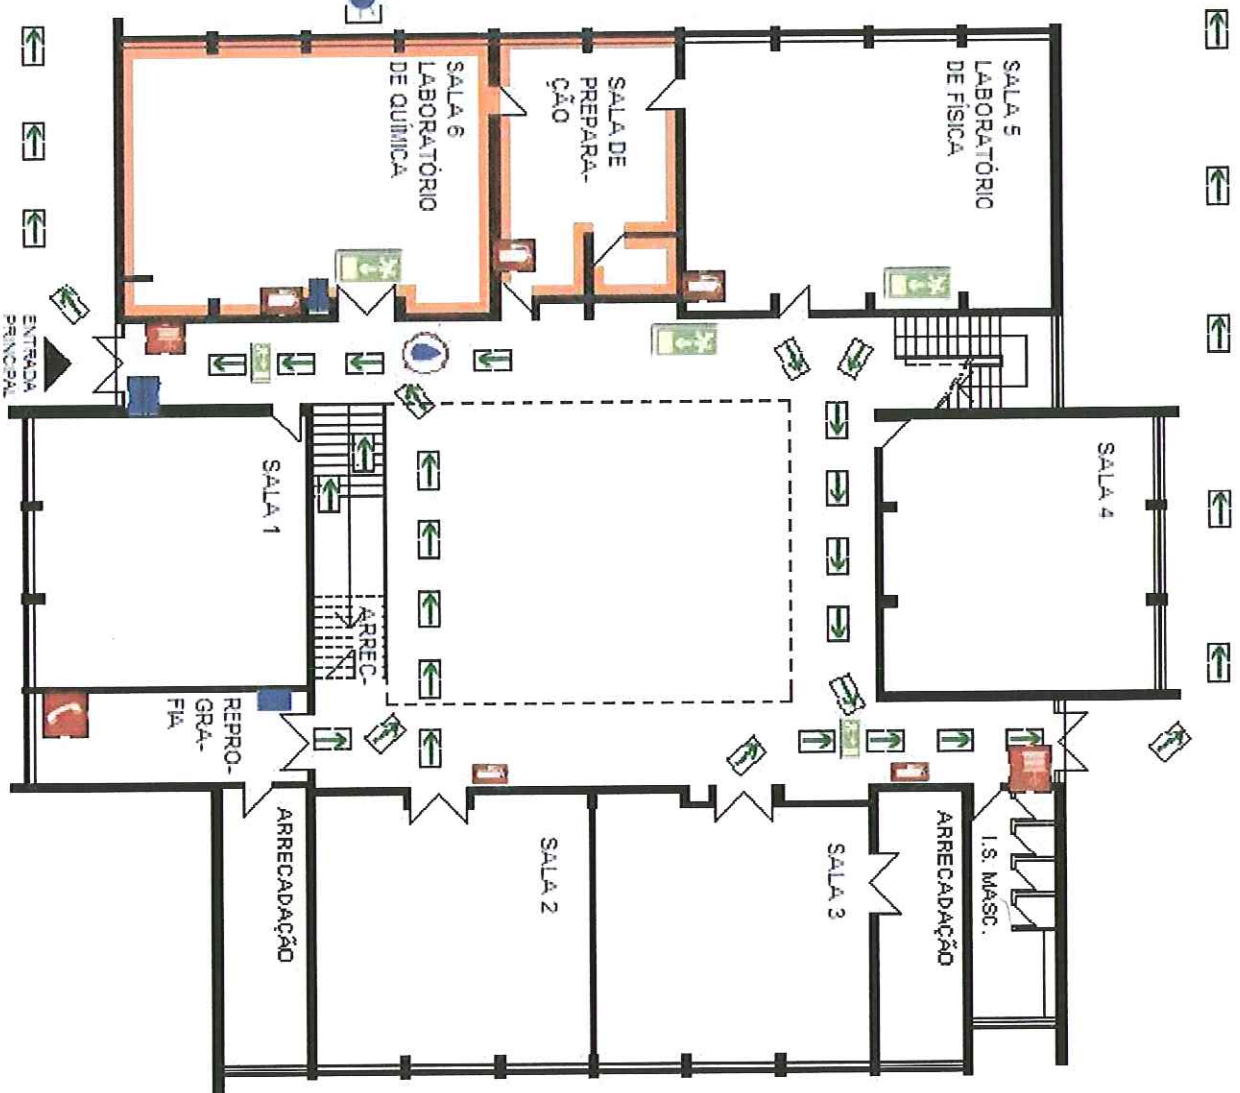 SALA 6
LABORATÓRIO
DE QUÍMICA
SALA DE
PREPARA-
ÇÃO
SALA 5
LABORATÓRIO
DE FÍSICA
ENTRADA
PRINCIPAL
SALA 1
ARREC-
SALA 4
REPRO-
GRA-
FIA
ARRECADAÇÃO
SALA 2
SALA 3
ARRECADAÇÃO
I.S. MASC.